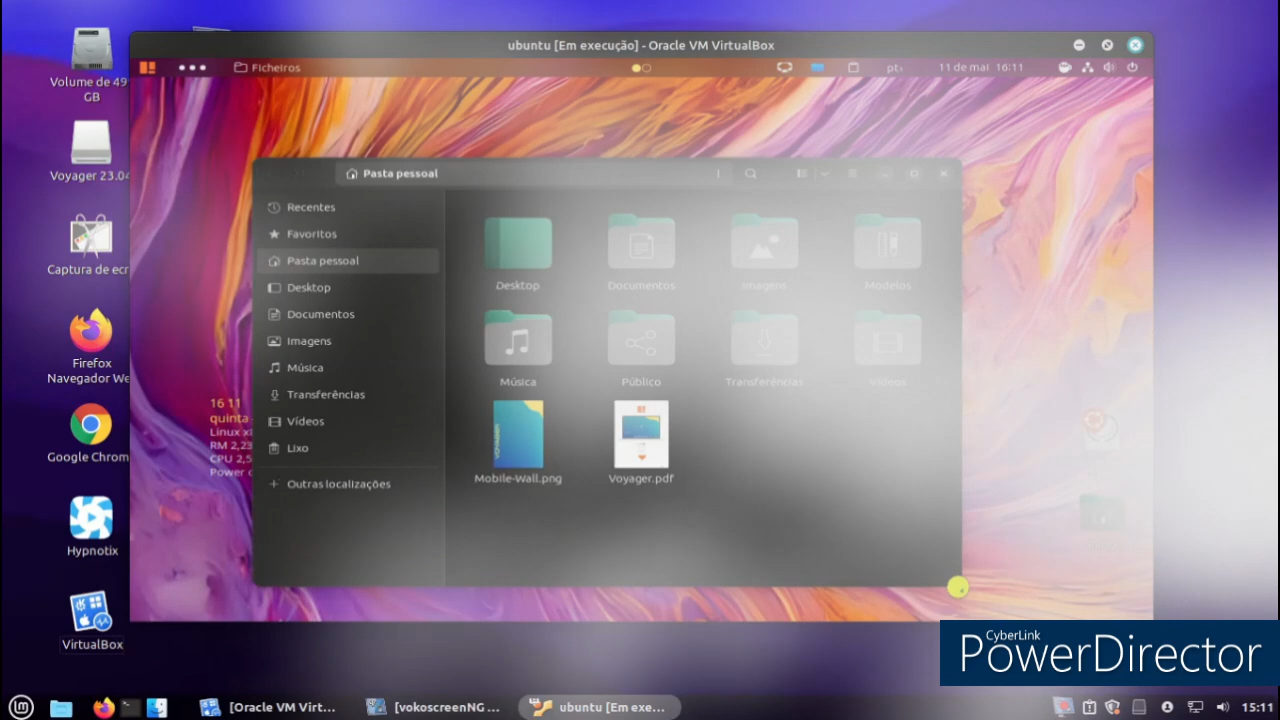 ubuntu [Em execução] - Oracle VM VirtualBox
Ficheiros
pt
11 de mai 16:11
Volume de 49
GB
Voyager 23.04
Captura de ecr
Firefox
Navegador We
Google Chrom
Hypnotix
VirtualBox
Pasta pessoal
Recentes
Favoritos
Pasta pessoal
Desktop
Documentos
Imagens
Música
Transferências
Vídeos
Lixo
Outras localizações
Desktop
Documentos
Imagens
Modelos
Música
Público
Transferências
Vídeos
Mobile-Wall.png
Voyager.pdf
16 11
quinta
Linux x
RM 2,23
CPU 2,5
Power
CyberLink
PowerDirector
[Oracle VM Virt...
[vokoscreenNG ...
ubuntu [Em exe...
15:11